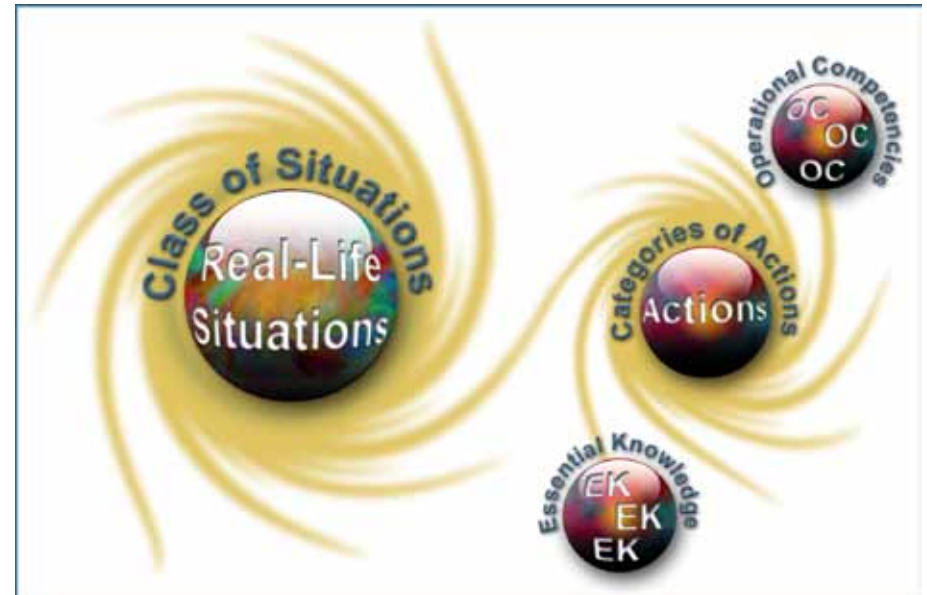 Class of Situations
Real-Life
Situations
Operational Competencies
OC
OC
OC
Categories of Actions
Actions
Essential Knowledge
EK
EK
EK